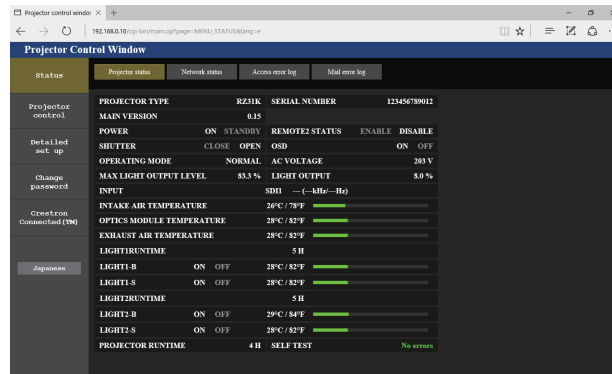 Projector control window
192.168.0.10/cgi-bin/main.cgi?page=MENU_STATUS&lang=e
Projector Control Window
Status
Projector control
Detailed set up
Change password
Crestron Connected(TM)
Japanese
Projector status Network status Access error log Mail error log
PROJECTOR TYPE RZ31K SERIAL NUMBER 123456789012
MAIN VERSION 0.15
POWER ON STANDBY REMOTE2 STATUS ENABLE DISABLE
SHUTTER CLOSE OPEN OSD ON OFF
OPERATING MODE NORMAL AC VOLTAGE 203 V
MAX LIGHT OUTPUT LEVEL 83.3 % LIGHT OUTPUT 8.0 %
INPUT SDI1 --- (---kHz/---Hz)
INTAKE AIR TEMPERATURE 26°C / 78°F
OPTICS MODULE TEMPERATURE 28°C / 82°F
EXHAUST AIR TEMPERATURE 28°C / 82°F
LIGHT1RUNTIME 5 H
LIGHT1-B ON OFF 28°C / 82°F
LIGHT1-S ON OFF 28°C / 82°F
LIGHT2RUNTIME 5 H
LIGHT2-B ON OFF 29°C / 84°F
LIGHT2-S ON OFF 28°C / 82°F
PROJECTOR RUNTIME 4 H SELF TEST No errors